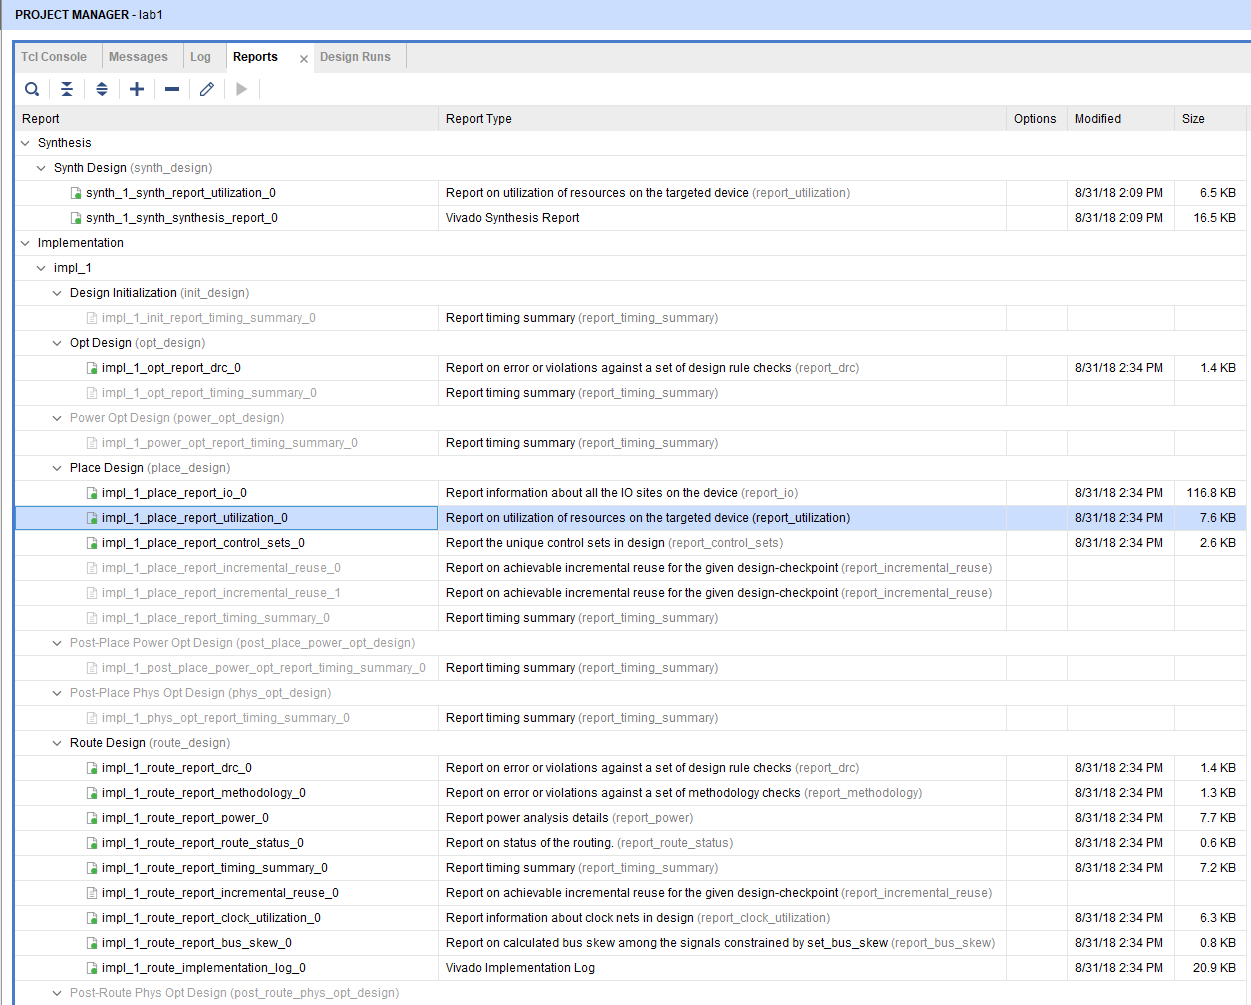 PROJECT MANAGER - lab1
Tcl Console Messages Log Reports Design Runs
Report Report Type Options Modified Size
Synthesis
Synth Design (synth_design)
synth_1_synth_report_utilization_0 Report on utilization of resources on the targeted device (report_utilization) 8/31/18 2:09 PM 6.5 KB
synth_1_synth_synthesis_report_0 Vivado Synthesis Report 8/31/18 2:09 PM 16.5 KB
Implementation
impl_1
Design Initialization (init_design)
impl_1_init_report_timing_summary_0 Report timing summary (report_timing_summary)
Opt Design (opt_design)
impl_1_opt_report_drc_0 Report on error or violations against a set of design rule checks (report_drc) 8/31/18 2:34 PM 1.4 KB
impl_1_opt_report_timing_summary_0 Report timing summary (report_timing_summary)
Power Opt Design (power_opt_design)
impl_1_power_opt_report_timing_summary_0 Report timing summary (report_timing_summary)
Place Design (place_design)
impl_1_place_report_io_0 Report information about all the IO sites on the device (report_io) 8/31/18 2:34 PM 116.8 KB
impl_1_place_report_utilization_0 Report on utilization of resources on the targeted device (report_utilization) 8/31/18 2:34 PM 7.6 KB
impl_1_place_report_control_sets_0 Report the unique control sets in design (report_control_sets) 8/31/18 2:34 PM 2.6 KB
impl_1_place_report_incremental_reuse_0 Report on achievable incremental reuse for the given design-checkpoint (report_incremental_reuse)
impl_1_place_report_incremental_reuse_1 Report on achievable incremental reuse for the given design-checkpoint (report_incremental_reuse)
impl_1_place_report_timing_summary_0 Report timing summary (report_timing_summary)
Post-Place Power Opt Design (post_place_power_opt_design)
impl_1_post_place_power_opt_report_timing_summary_0 Report timing summary (report_timing_summary)
Post-Place Phys Opt Design (phys_opt_design)
impl_1_phys_opt_report_timing_summary_0 Report timing summary (report_timing_summary)
Route Design (route_design)
impl_1_route_report_drc_0 Report on error or violations against a set of design rule checks (report_drc) 8/31/18 2:34 PM 1.4 KB
impl_1_route_report_methodology_0 Report on error or violations against a set of methodology checks (report_methodology) 8/31/18 2:34 PM 1.3 KB
impl_1_route_report_power_0 Report power analysis details (report_power) 8/31/18 2:34 PM 7.7 KB
impl_1_route_report_route_status_0 Report on status of the routing. (report_route_status) 8/31/18 2:34 PM 0.6 KB
impl_1_route_report_timing_summary_0 Report timing summary (report_timing_summary) 8/31/18 2:34 PM 7.2 KB
impl_1_route_report_incremental_reuse_0 Report on achievable incremental reuse for the given design-checkpoint (report_incremental_reuse)
impl_1_route_report_clock_utilization_0 Report information about clock nets in design (report_clock_utilization) 8/31/18 2:34 PM 6.3 KB
impl_1_route_report_bus_skew_0 Report on calculated bus skew among the signals constrained by set_bus_skew (report_bus_skew) 8/31/18 2:34 PM 0.8 KB
impl_1_route_implementation_log_0 Vivado Implementation Log 8/31/18 2:34 PM 20.9 KB
Post-Route Phys Opt Design (post_route_phys_opt_design)